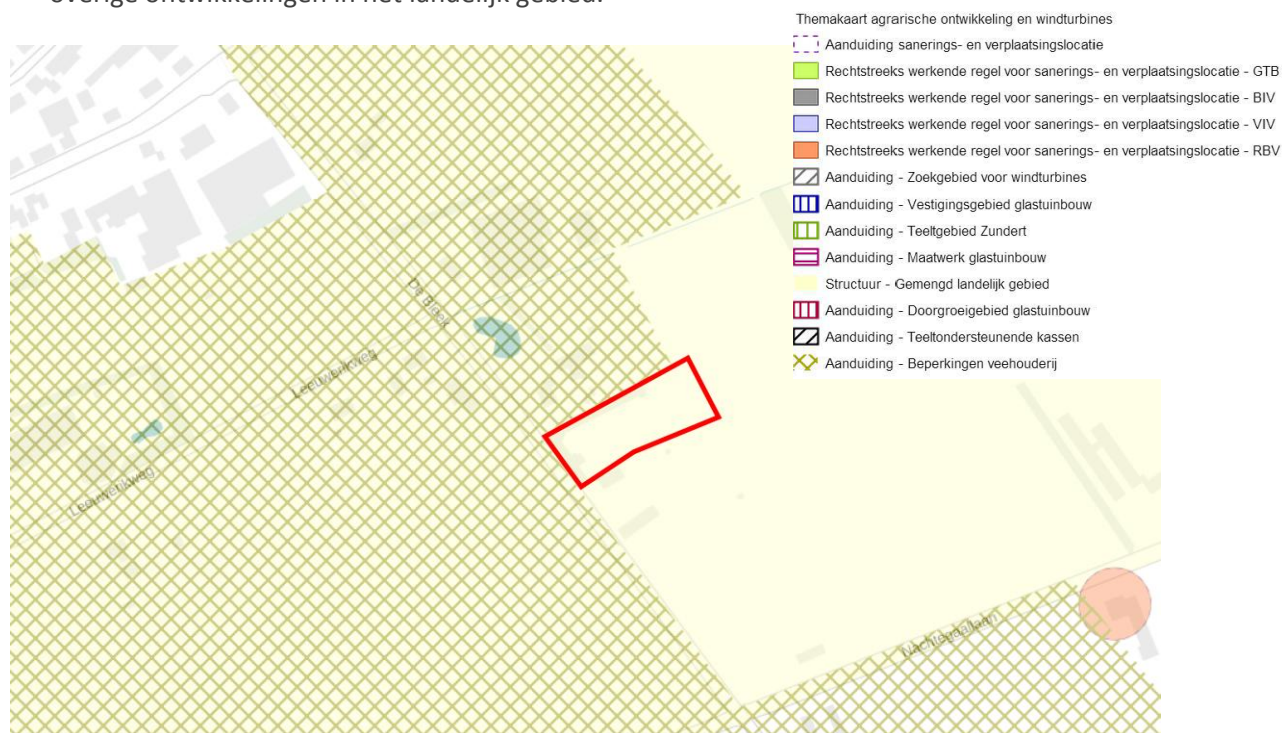 overige ontwikkelingen in het landelijk gebied.
Themakaart agrarische ontwikkeling en windturbines
Aanduiding sanerings- en verplaatsingslocatie
Rechtstreeks werkende regel voor sanerings- en verplaatsingslocatie - GTB
Rechtstreeks werkende regel voor sanerings- en verplaatsingslocatie - BIV
Rechtstreeks werkende regel voor sanerings- en verplaatsingslocatie - VIV
Rechtstreeks werkende regel voor sanerings- en verplaatsingslocatie - RBV
Aanduiding - Zoekgebied voor windturbines
Aanduiding - Vestigingsgebied glastuinbouw
Aanduiding - Teeltgebied Zundert
Aanduiding - Maatwerk glastuinbouw
Structuur - Gemengd landelijk gebied
Aanduiding - Doorgroeigebied glastuinbouw
Aanduiding - Teeltondersteunende kassen
Aanduiding - Beperkingen veehouderij
De Bleek
Leeuwerikweg
Leeuwerikweg
Nachtegaallaan